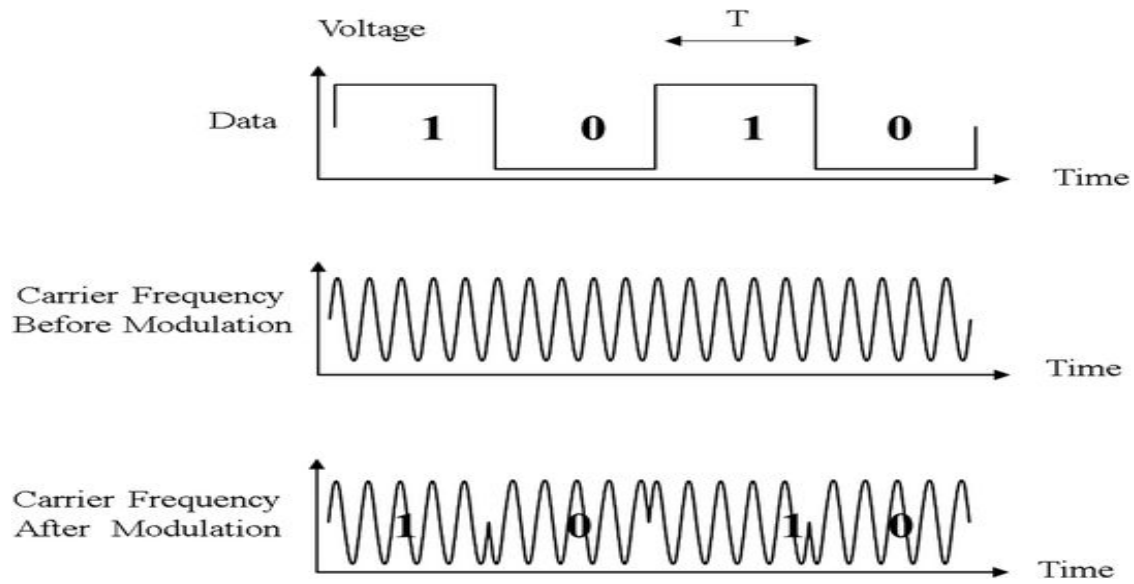 Voltage
T
Data
1 0 1 0
Time
Carrier Frequency
Before Modulation
Time
Carrier Frequency
After Modulation
1 0 1 0
Time